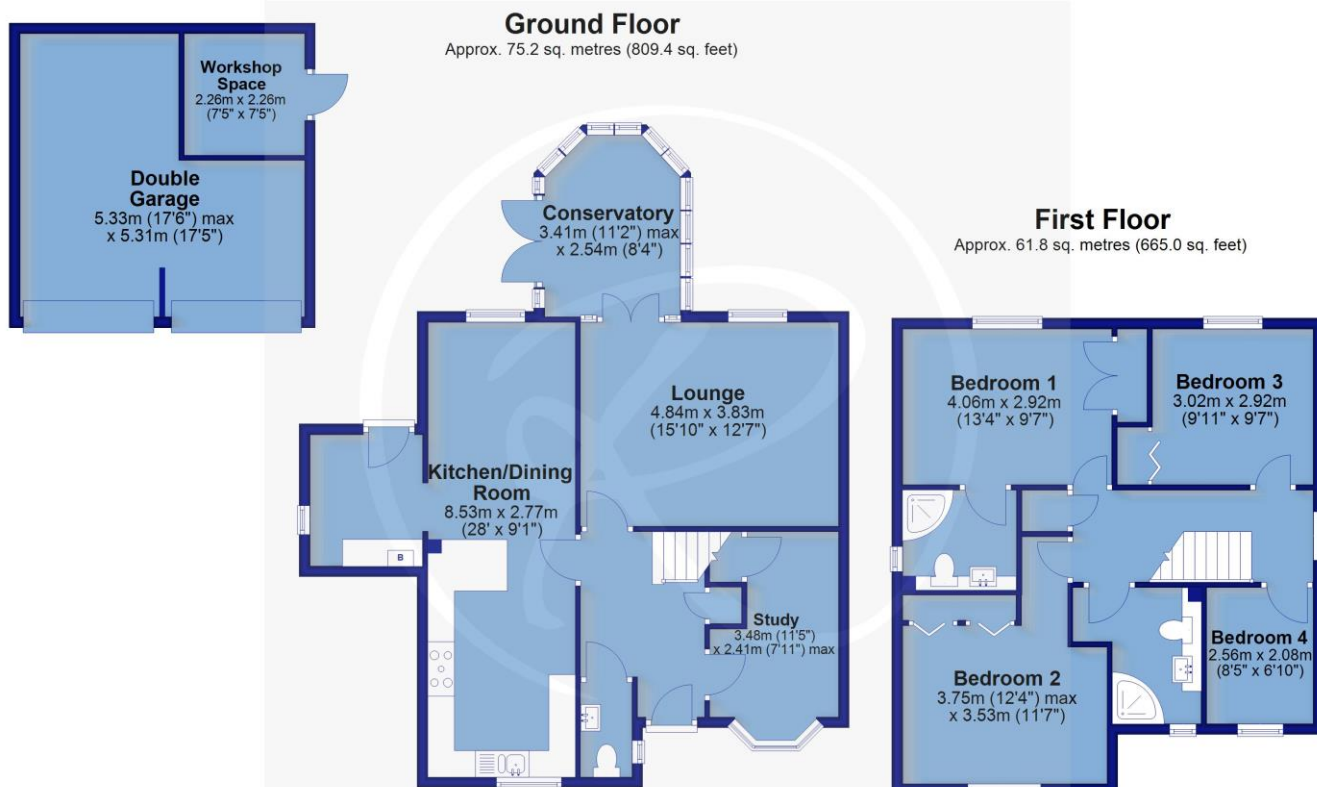 Ground Floor
Approx. 75.2 sq. metres (809.4 sq. feet)
Workshop
Space
2.26m x 2.26m
(7'5" x 7'5")
Double
Garage
5.33m (17'6") max
x 5.31m (17'5")
Conservatory
3.41m (11'2") max
x 2.54m (8'4")
Lounge
4.84m x 3.83m
(15'10" x 12'7")
Kitchen/Dining
Room
8.53m x 2.77m
(28' x 9'1")
B
Study
3.48m (11'5")
x 2.41m (7'11") max
First Floor
Approx. 61.8 sq. metres (665.0 sq. feet)
Bedroom 1
4.06m x 2.92m
(13'4" x 9'7")
Bedroom 3
3.02m x 2.92m
(9'11" x 9'7")
Bedroom 2
3.75m (12'4") max
x 3.53m (11'7")
Bedroom 4
2.56m x 2.08m
(8'5" x 6'10")
R